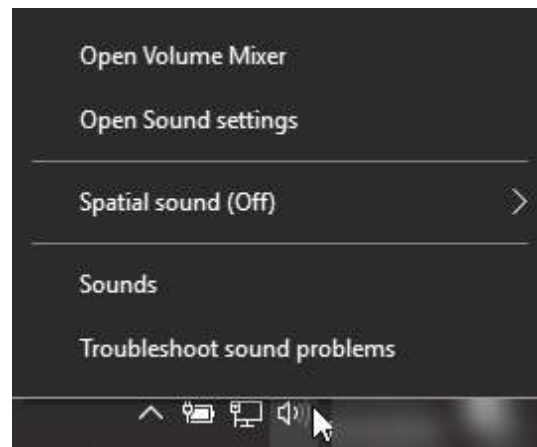 Open Volume Mixer
Open Sound settings
Spatial sound (Off)
Sounds
Troubleshoot sound problems